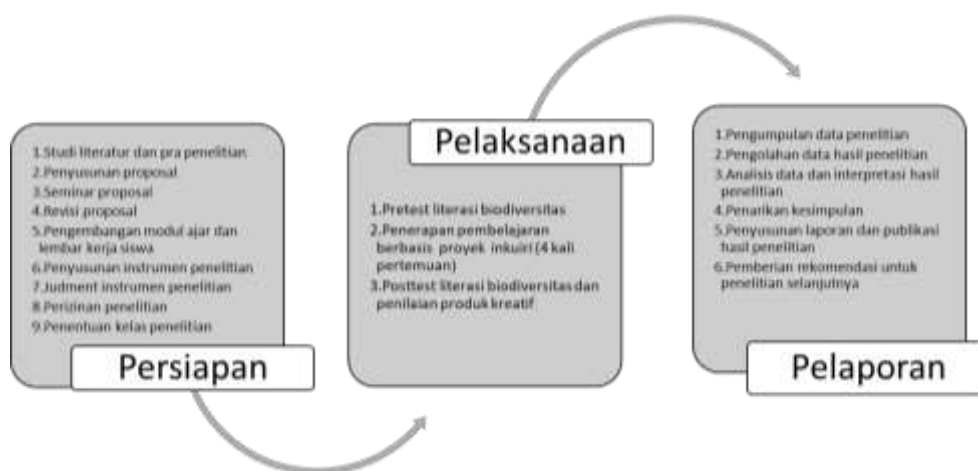 1.Studi literatur dan pra penelitian
2.Penyusunan proposal
3.Seminar proposal
4.Revisi proposal
5.Pengembangan modul ajar dan
lembar kerja siswa
6.Penyusunan instrumen penelitian
7.Judment instrumen penelitian
8.Perizinan penelitian
9.Penentuan kelas penelitian
Persiapan
Pelaksanaan
1.Pretest literasi biodiversitas
2.Penerapan pembelajaran
berbasis proyek inkuiri (4 kali
pertemuan)
3.Posttest literasi biodiversitas dan
penilaian produk kreatif
1.Pengumpulan data penelitian
2.Pengolahan data hasil penelitian
3.Analisis data dan interpretasi hasil
penelitian
4.Penarikan kesimpulan
5.Penyusunan laporan dan publikasi
hasil penelitian
6.Pemberian rekomendasi untuk
penelitian selanjutnya
Pelaporan